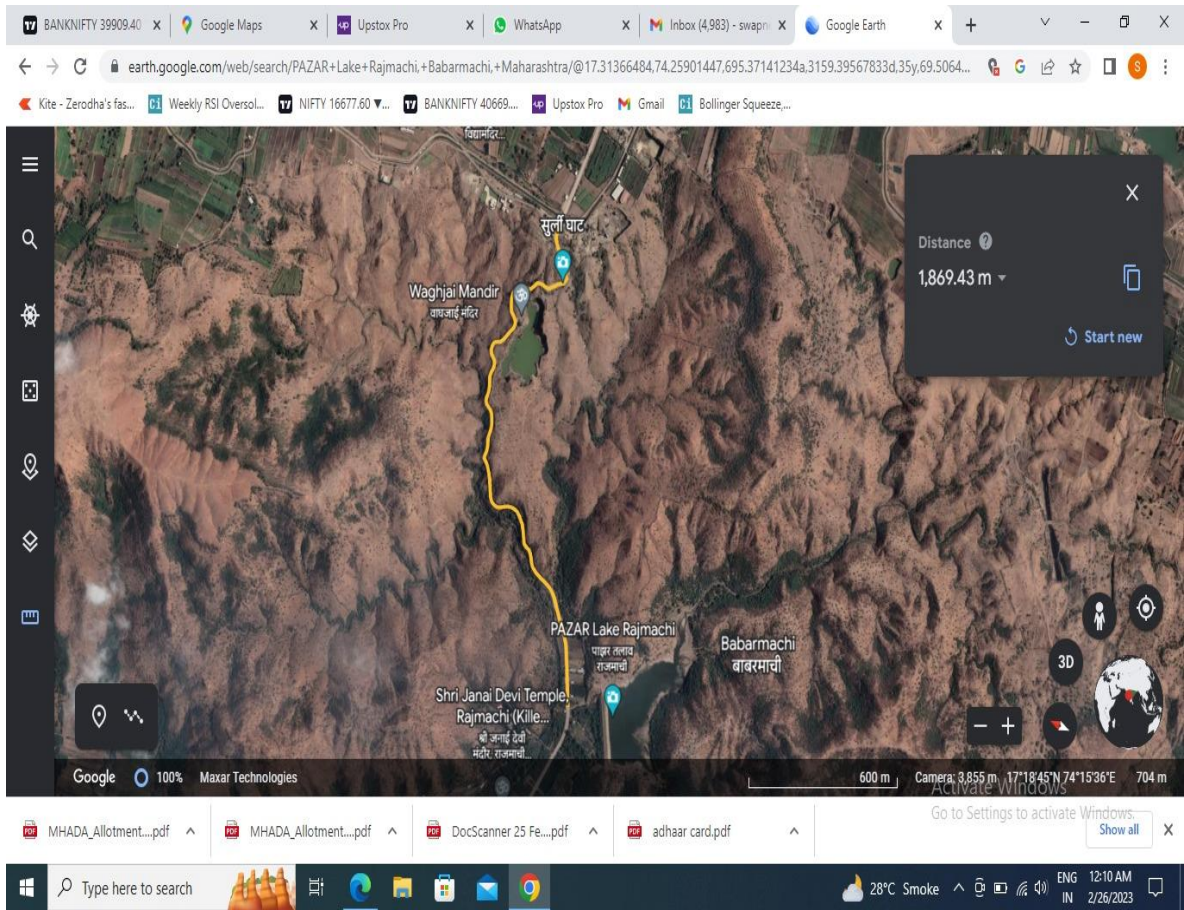 BANKNIFTY 39909.40
Google Maps
Upstox Pro
WhatsApp
Inbox (4,983) - swapn
Google Earth
earth.google.com/web/search/PAZAR+Lake+Rajmachi,+Babarmachi,+Maharashtra/@17.31366484,74.25901447,695.37141234a,3159.39567833d,35y,69.5064...
S
Kite - Zerodha's fas...
Ci Weekly RSI Oversol...
NIFTY 16677.60 ▼...
BANKNIFTY 40669....
Upstox Pro
Gmail
Ci Bollinger Squeeze,...
विद्यामंदिर...
सुर्ली घाट
Waghjai Mandir
वाघजाई मंदिर
Distance
1,869.43 m
Start new
PAZAR Lake Rajmachi
पाझर तलाव
राजमाची
Babarmachi
बाबरमाची
Shri Janai Devi Temple,
Rajmachi (Kille...
श्री जनाई देवी
मंदीर, राजमाची...
3D
Google
100%
Maxar Technologies
600 m
Camera: 3,855 m
17°18'45"N 74°15'36"E
704 m
Activate Windows
Go to Settings to activate Windows.
MHADA_Allotment....pdf
MHADA_Allotment....pdf
DocScanner 25 Fe....pdf
adhaar card.pdf
Show all
Type here to search
28°C Smoke
ENG
IN
12:10 AM
2/26/2023